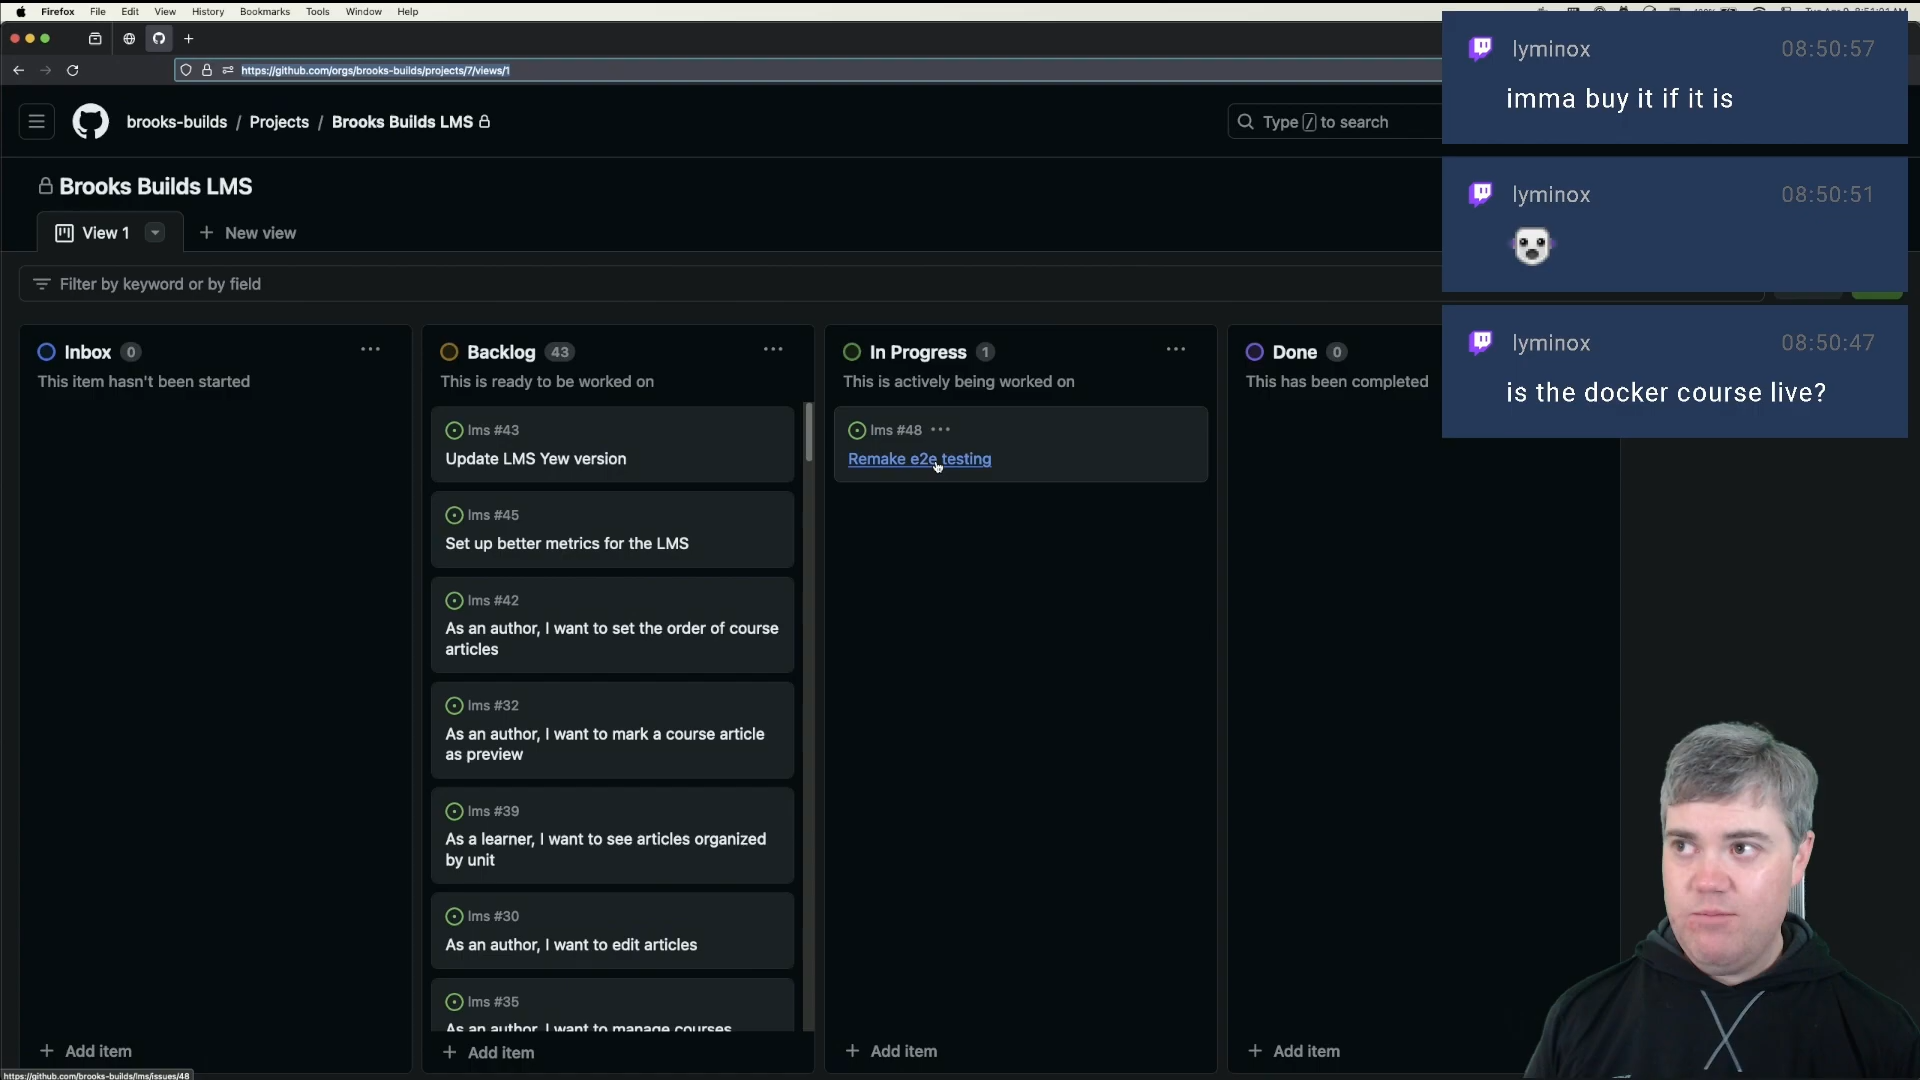 Firefox File Edit View History Bookmarks Tools Window Help
https://github.com/orgs/brooks-builds/projects/7/views/1
brooks-builds / Projects / Brooks Builds LMS
Type / to search
Brooks Builds LMS
View 1
New view
Filter by keyword or by field
Inbox 0
This item hasn't been started
Add item
Backlog 43
This is ready to be worked on
lms #43
Update LMS Yew version
lms #45
Set up better metrics for the LMS
lms #42
As an author, I want to set the order of course
articles
lms #32
As an author, I want to mark a course article
as preview
lms #39
As a learner, I want to see articles organized
by unit
lms #30
As an author, I want to edit articles
lms #35
As an author, I want to manage courses
Add item
In Progress 1
This is actively being worked on
lms #48
Remake e2e testing
Add item
Done 0
This has been completed
Add item
lyminox 08:50:57
imma buy it if it is
lyminox 08:50:51
lyminox 08:50:47
is the docker course live?
https://github.com/brooks-builds/lms/issues/48